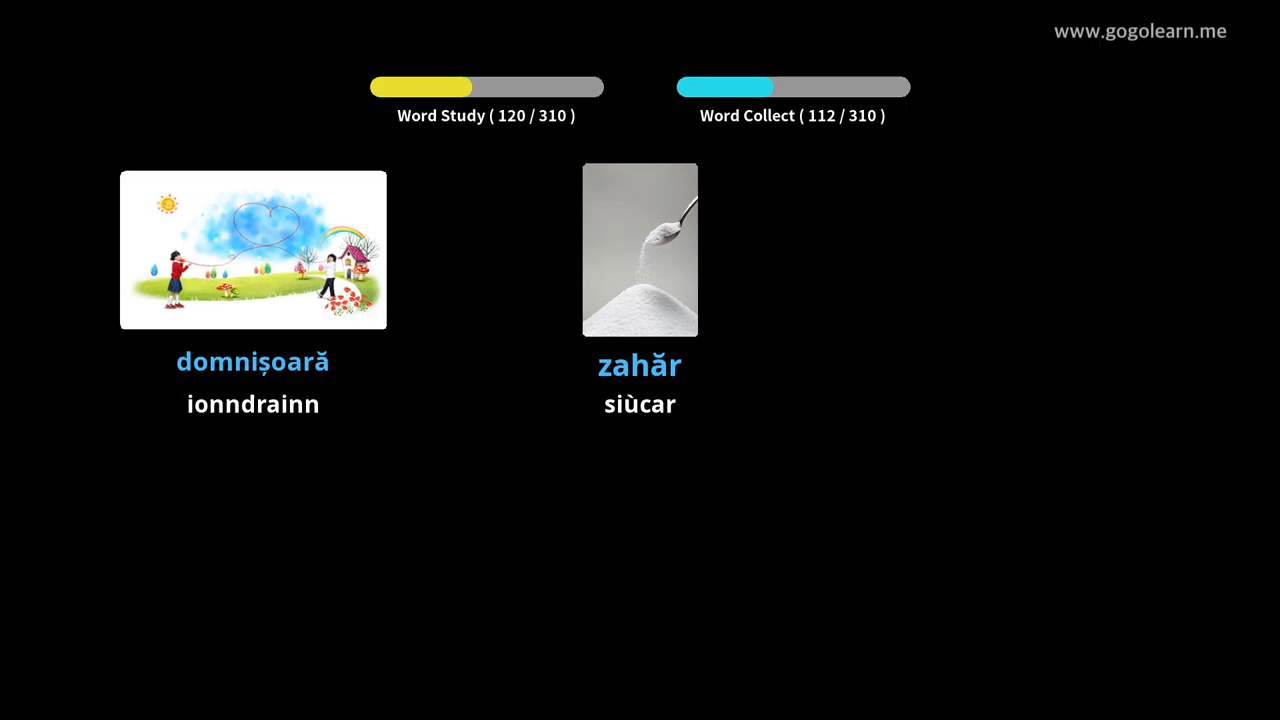 www.gogolearn.me
Word Study ( 120 / 310 )
Word Collect ( 112 / 310 )
domnișoară
ionndrainn
zahăr
siùcar